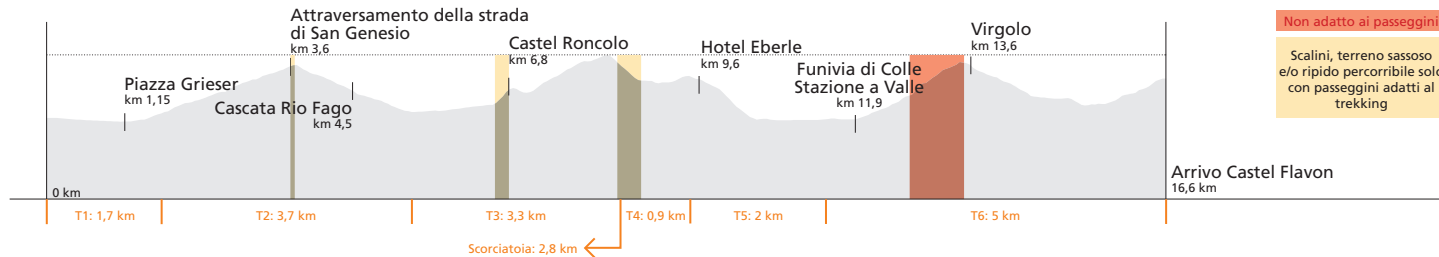 Attraversamento della strada
di San Genesio
km 3,6
Piazza Grieser
km 1,15
Cascata Rio Fago
km 4,5
Castel Roncolo
km 6,8
Hotel Eberle
km 9,6
Funivia di Colle
Stazione a Valle
km 11,9
Virgolo
km 13,6
Non adatto ai passeggini
Scalini, terreno sassoso
e/o ripido percorribile solo
con passeggini adatti al
trekking
0 km
Arrivo Castel Flavon
16,6 km
T1: 1,7 km
T2: 3,7 km
T3: 3,3 km
T4: 0,9 km
T5: 2 km
T6: 5 km
Scorciatoia: 2,8 km